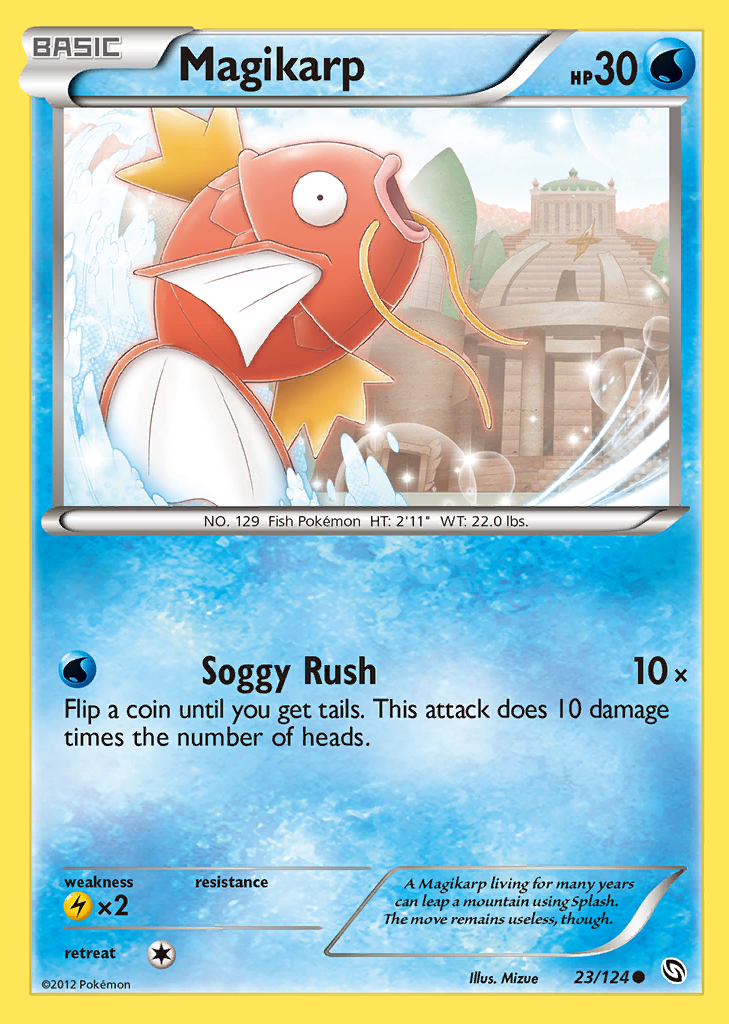 BASIC
Magikarp
HP30
NO. 129 Fish Pokémon HT: 2'11" WT: 22.0 lbs.
Soggy Rush
10×
Flip a coin until you get tails. This attack does 10 damage
times the number of heads.
weakness
resistance
×2
A Magikarp living for many years
can leap a mountain using Splash.
The move remains useless, though.
retreat
©2012 Pokémon
Illus. Mizue
23/124